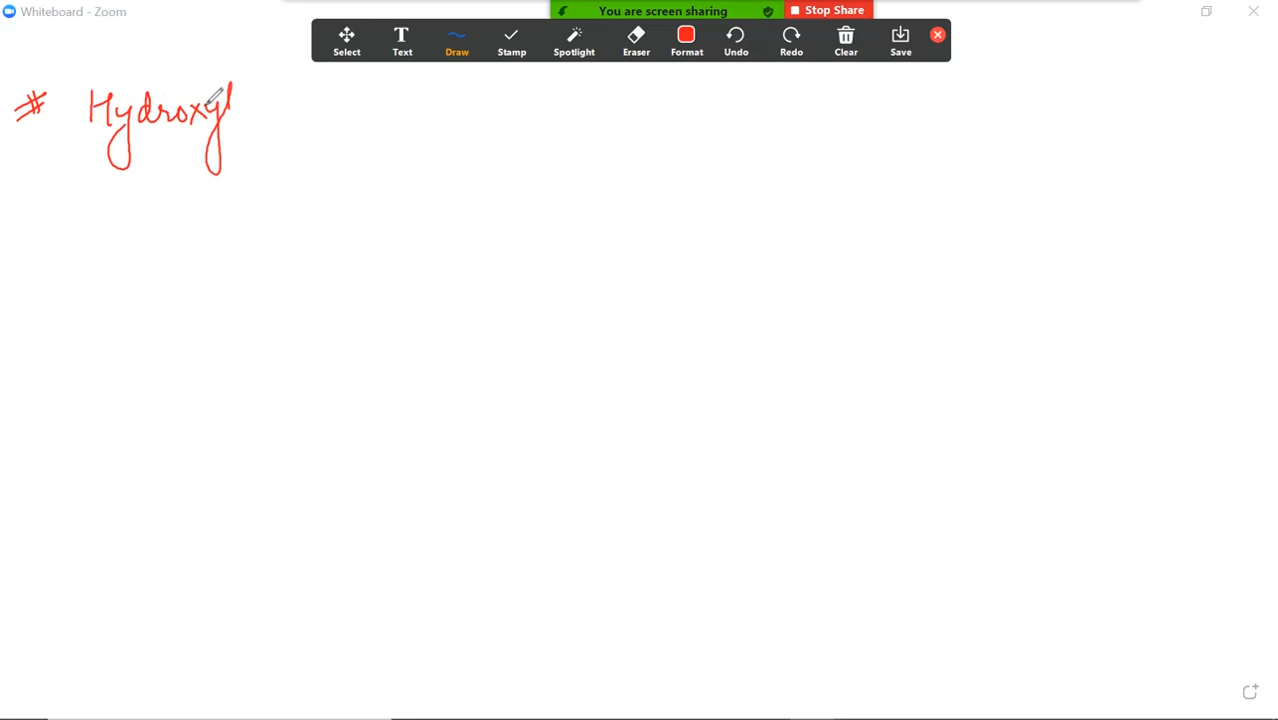 Whiteboard - Zoom
You are screen sharing
Stop Share
Select Text Draw Stamp Spotlight Eraser Format Undo Redo Clear Save
# Hydroxyl